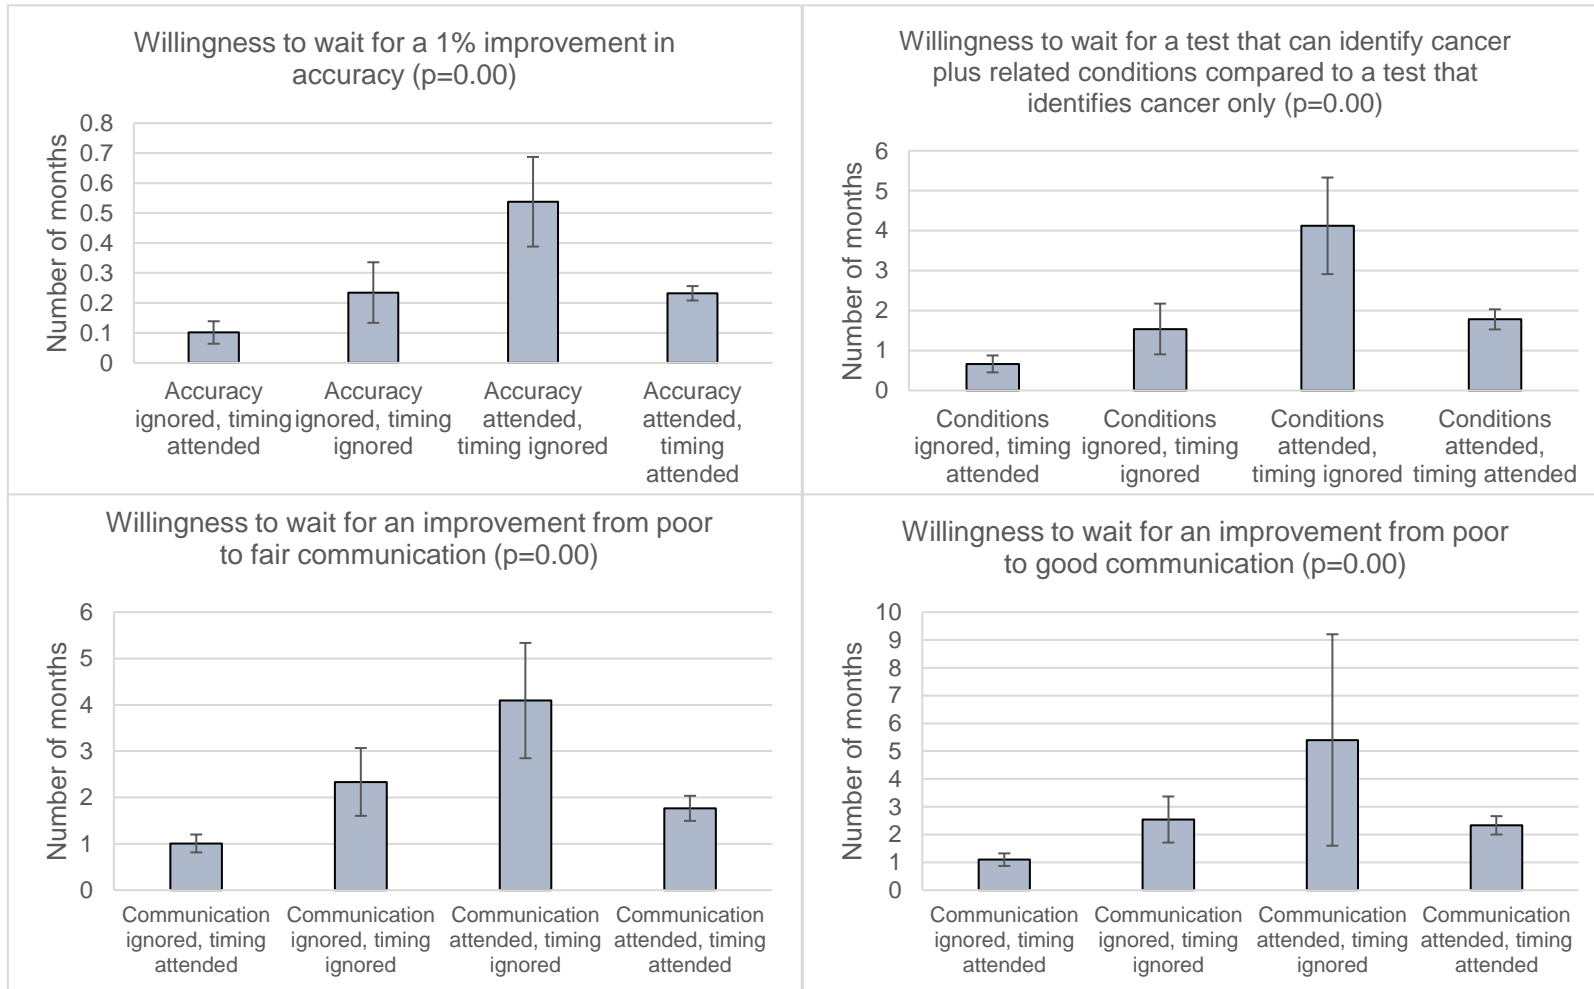 Willingness to wait for a 1% improvement in
accuracy (p=0.00)
Number of months
0.8
0.7
0.6
0.5
0.4
0.3
0.2
0.1
0
Accuracy
ignored, timing
attended
Accuracy
ignored, timing
ignored
Accuracy
attended,
timing ignored
Accuracy
attended,
timing
attended
Willingness to wait for a test that can identify cancer
plus related conditions compared to a test that
identifies cancer only (p=0.00)
Number of months
6
5
4
3
2
1
0
Conditions
ignored, timing
attended
Conditions
ignored, timing
ignored
Conditions
attended,
timing ignored
Conditions
attended,
timing attended
Willingness to wait for an improvement from poor
to fair communication (p=0.00)
Number of months
6
5
4
3
2
1
0
Communication
ignored, timing
attended
Communication
ignored, timing
ignored
Communication
attended, timing
ignored
Communication
attended, timing
attended
Willingness to wait for an improvement from poor
to good communication (p=0.00)
Number of months
10
9
8
7
6
5
4
3
2
1
0
Communication
ignored, timing
attended
Communication
ignored, timing
ignored
Communication
attended, timing
ignored
Communication
attended, timing
attended